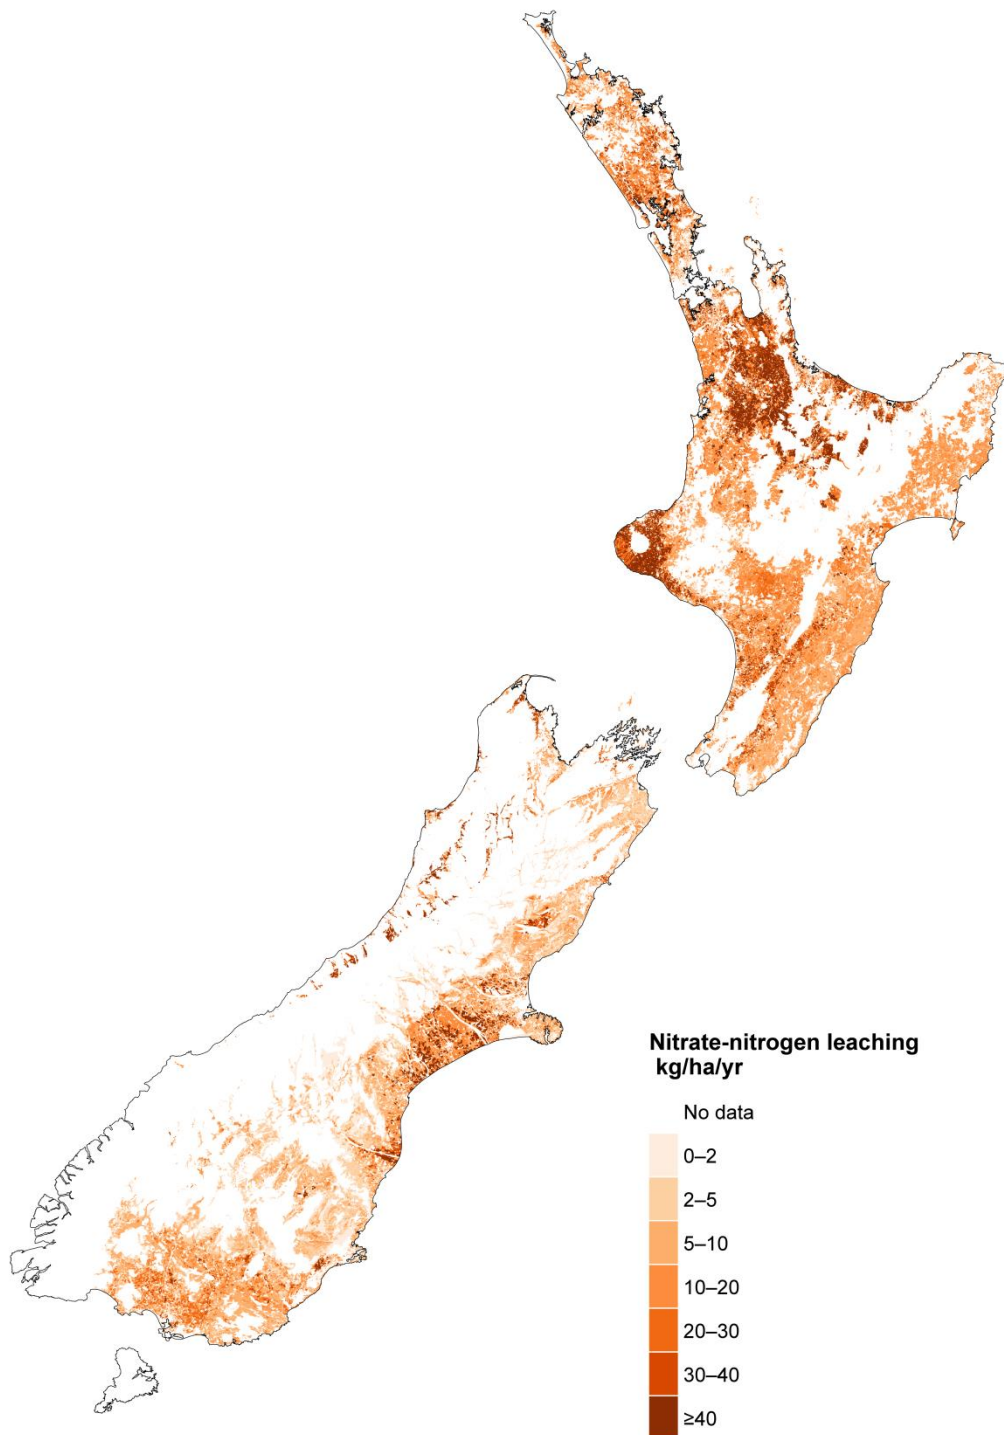 Nitrate-nitrogen leaching
kg/ha/yr
No data
0–2
2–5
5–10
10–20
20–30
30–40
≥40